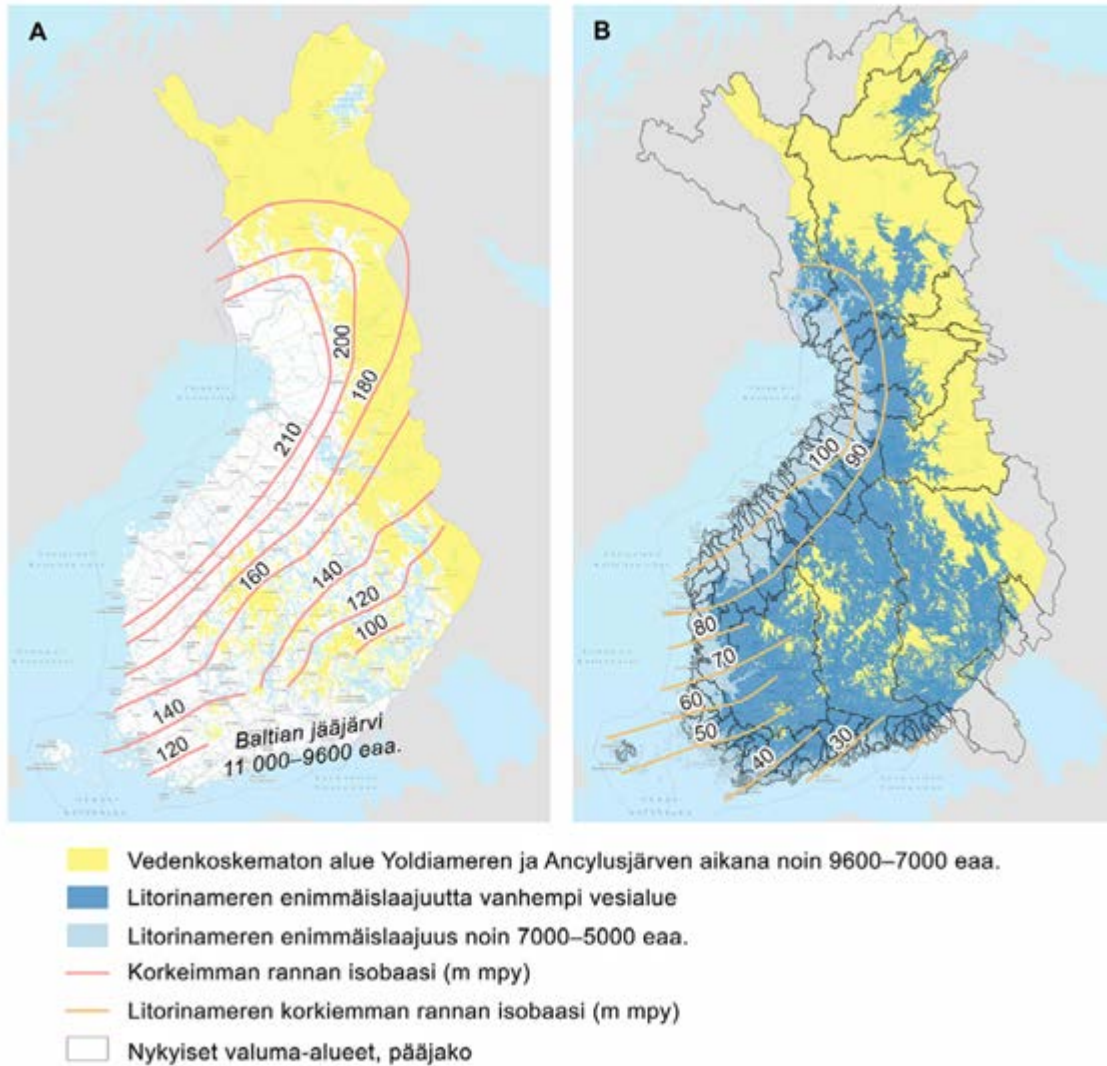 A
B
200
180
210
160
140
120
100
140
120
Baltian jääjärvi
11 000–9600 eaa.
100
90
80
70
60
50
40
30
Vedenkoskematon alue Yoldiameren ja Ancylusjärven aikana noin 9600–7000 eaa.
Litorinameren enimmäislaajuutta vanhempi vesialue
Litorinameren enimmäislaajuus noin 7000–5000 eaa.
Korkeimman rannan isobaasi (m mpy)
Litorinameren korkiemman rannan isobaasi (m mpy)
Nykyiset valuma-alueet, pääjako